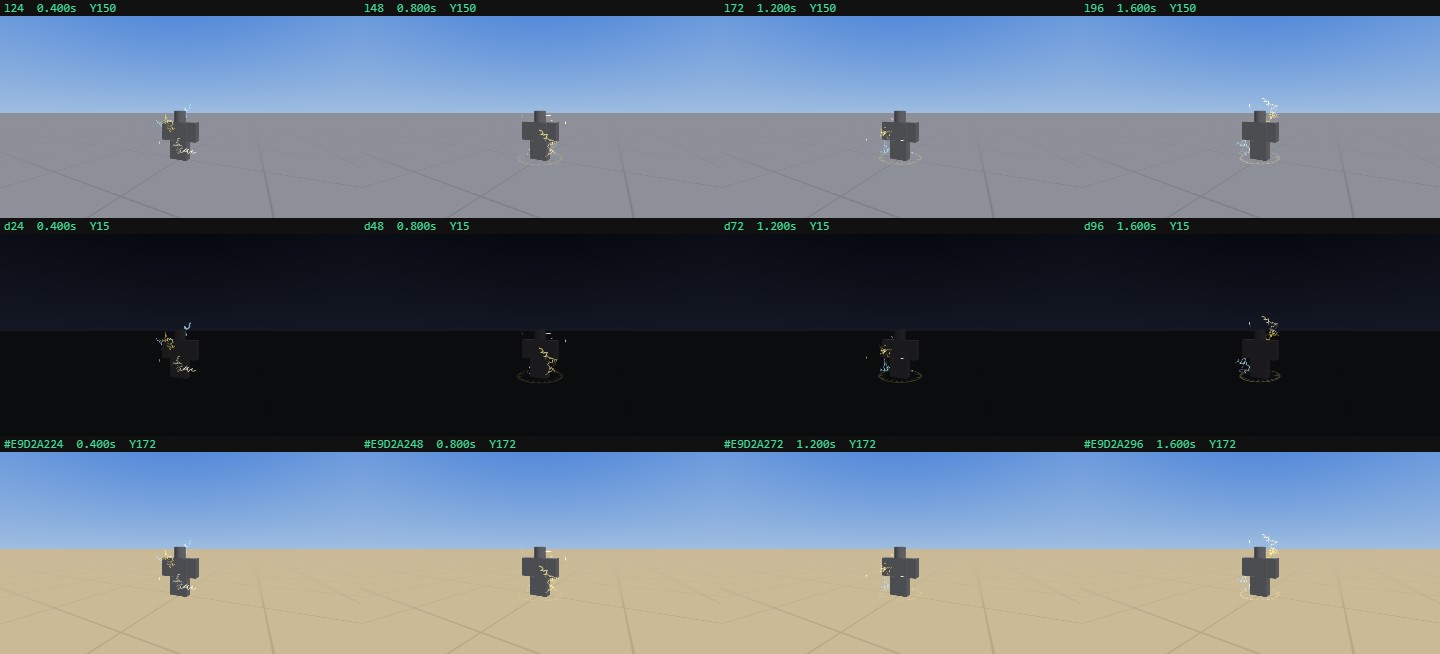 l24 0.400s Y150
l48 0.800s Y150
l72 1.200s Y150
l96 1.600s Y150
d24 0.400s Y15
d48 0.800s Y15
d72 1.200s Y15
d96 1.600s Y15
#E9D2A224 0.400s Y172
#E9D2A248 0.800s Y172
#E9D2A272 1.200s Y172
#E9D2A296 1.600s Y172